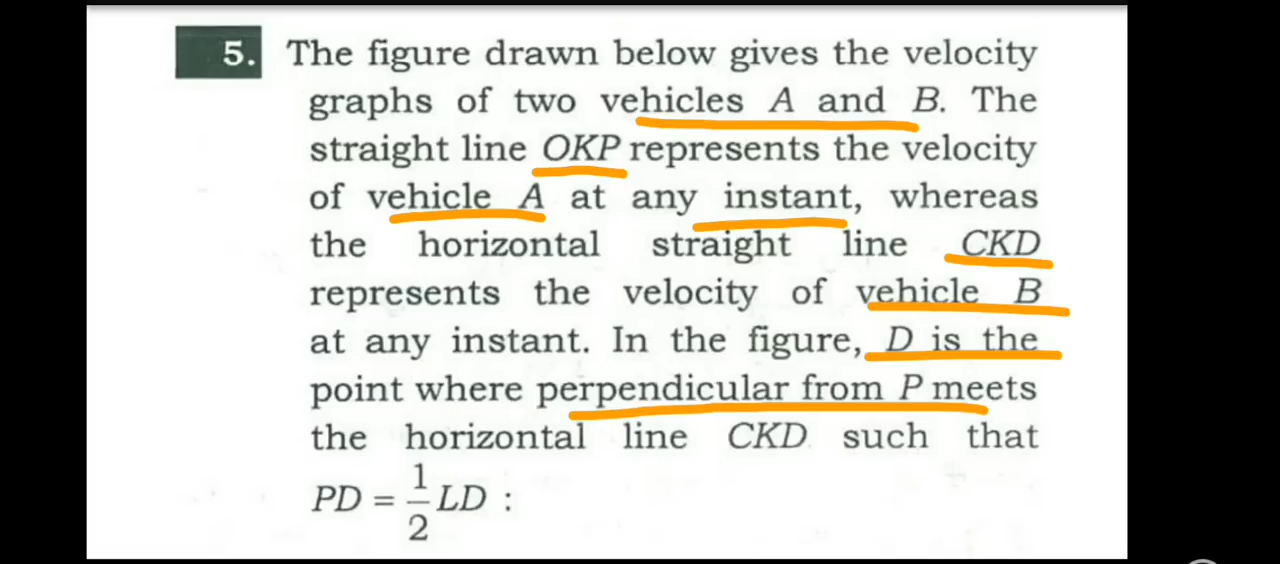 5. The figure drawn below gives the velocity
graphs of two vehicles A and B. The
straight line OKP represents the velocity
of vehicle A at any instant, whereas
the horizontal straight line CKD
represents the velocity of vehicle B
at any instant. In the figure, D is the
point where perpendicular from P meets
the horizontal line CKD such that
PD = 1/2 LD :